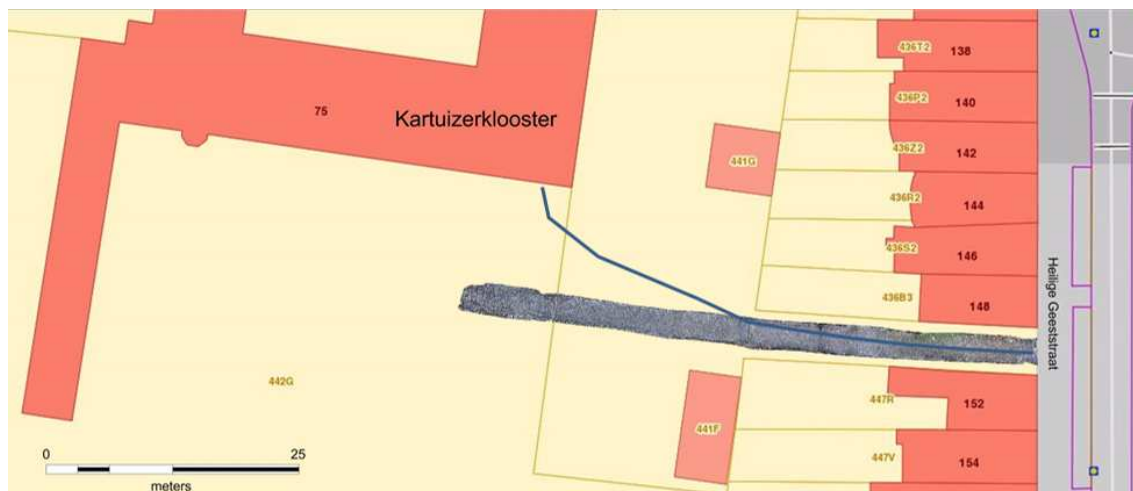 436T2
138
436P2
140
75
Kartuizerklooster
436Z2
142
441G
436R2
144
436S2
146
Heilige Geeststraat
436B3
148
442G
447R
152
441F
447V
154
0
25
meters